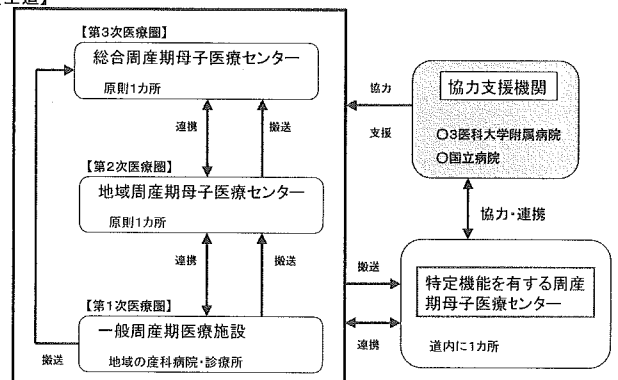 【第3次医療圏】
総合周産期母子医療センター
原則1カ所
連携
搬送
【第2次医療圏】
地域周産期母子医療センター
原則1カ所
連携
搬送
【第1次医療圏】
一般周産期医療施設
地域の産科病院・診療所
搬送
協力
支援
協力支援機関
〇3医科大学附属病院
〇国立病院
協力・連携
搬送
連携
特定機能を有する周産
期母子医療センター
道内に1カ所